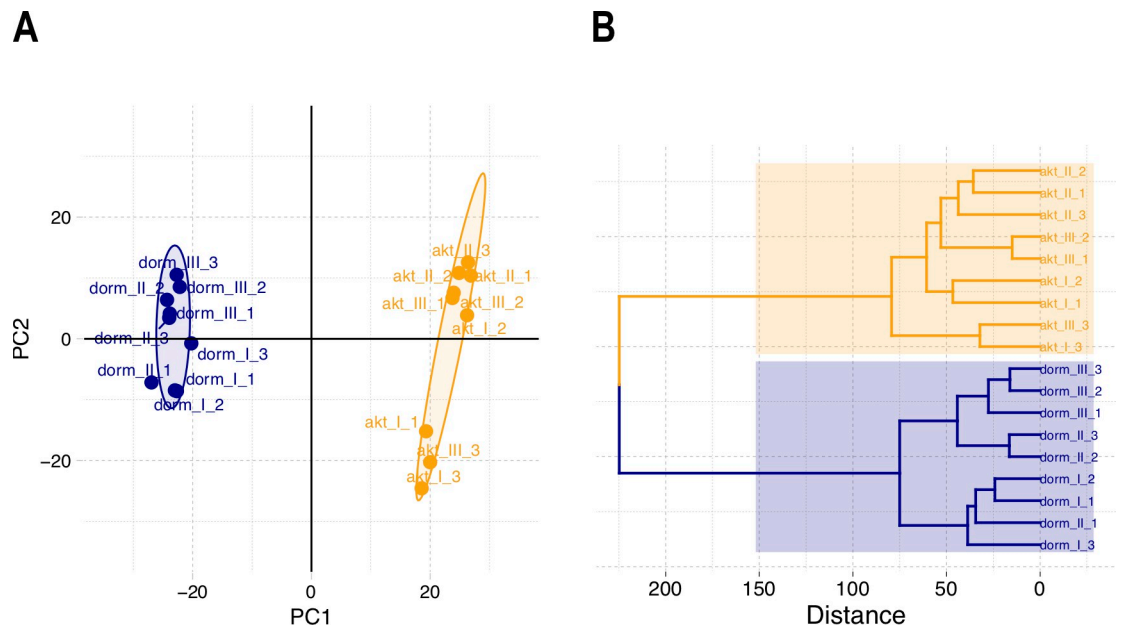 A
B
20
0
−20
PC2
−20
0
20
PC1
dorm_III_3
dorm_II_2
dorm_III_2
dorm_III_1
dorm_II_3
dorm_I_3
dorm_II_1
dorm_I_1
dorm_I_2
akt_II_3
akt_II_2
akt_II_1
akt_III_1
akt_III_2
akt_I_2
akt_I_1
akt_III_3
akt_I_3
akt_II_2
akt_II_1
akt_II_3
akt_III_2
akt_III_1
akt_I_2
akt_I_1
akt_III_3
akt_I_3
dorm_III_3
dorm_III_2
dorm_III_1
dorm_II_3
dorm_II_2
dorm_I_2
dorm_I_1
dorm_II_1
dorm_I_3
200
150
100
50
0
Distance